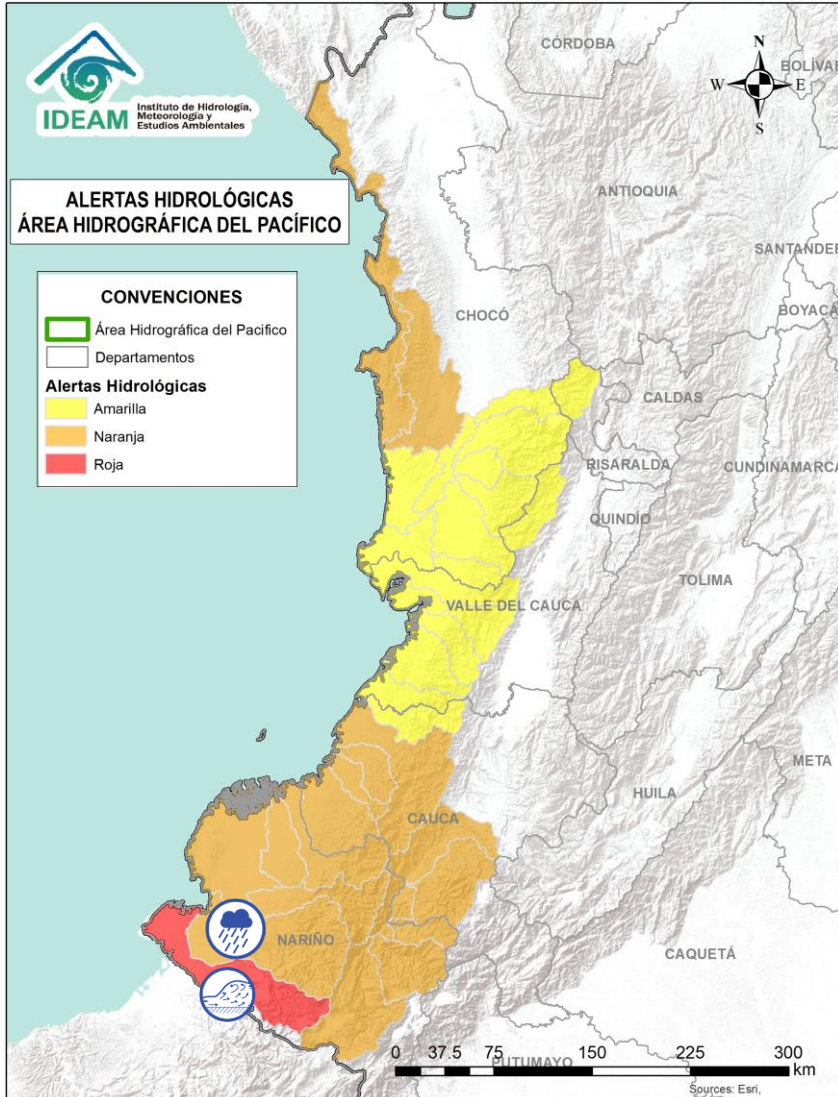 IDEAM
Instituto de Hidrología,
Meteorología y
Estudios Ambientales
N
W E
S
ALERTAS HIDROLÓGICAS
ÁREA HIDROGRÁFICA DEL PACÍFICO
CONVENCIONES
Área Hidrográfica del Pacifico
Departamentos
Alertas Hidrológicas
Amarilla
Naranja
Roja
CÓRDOBA
BOLÍVAR
ANTIOQUIA
SANTANDER
BOYACÁ
CHOCÓ
CALDAS
RISARALDA
CUNDINAMARCA
QUINDÍO
TOLIMA
VALLE DEL CAUCA
META
HUILA
CAUCA
NARIÑO
CAQUETÁ
PUTUMAYO
0 37.5 75 150 225 300
km
Sources: Esri,